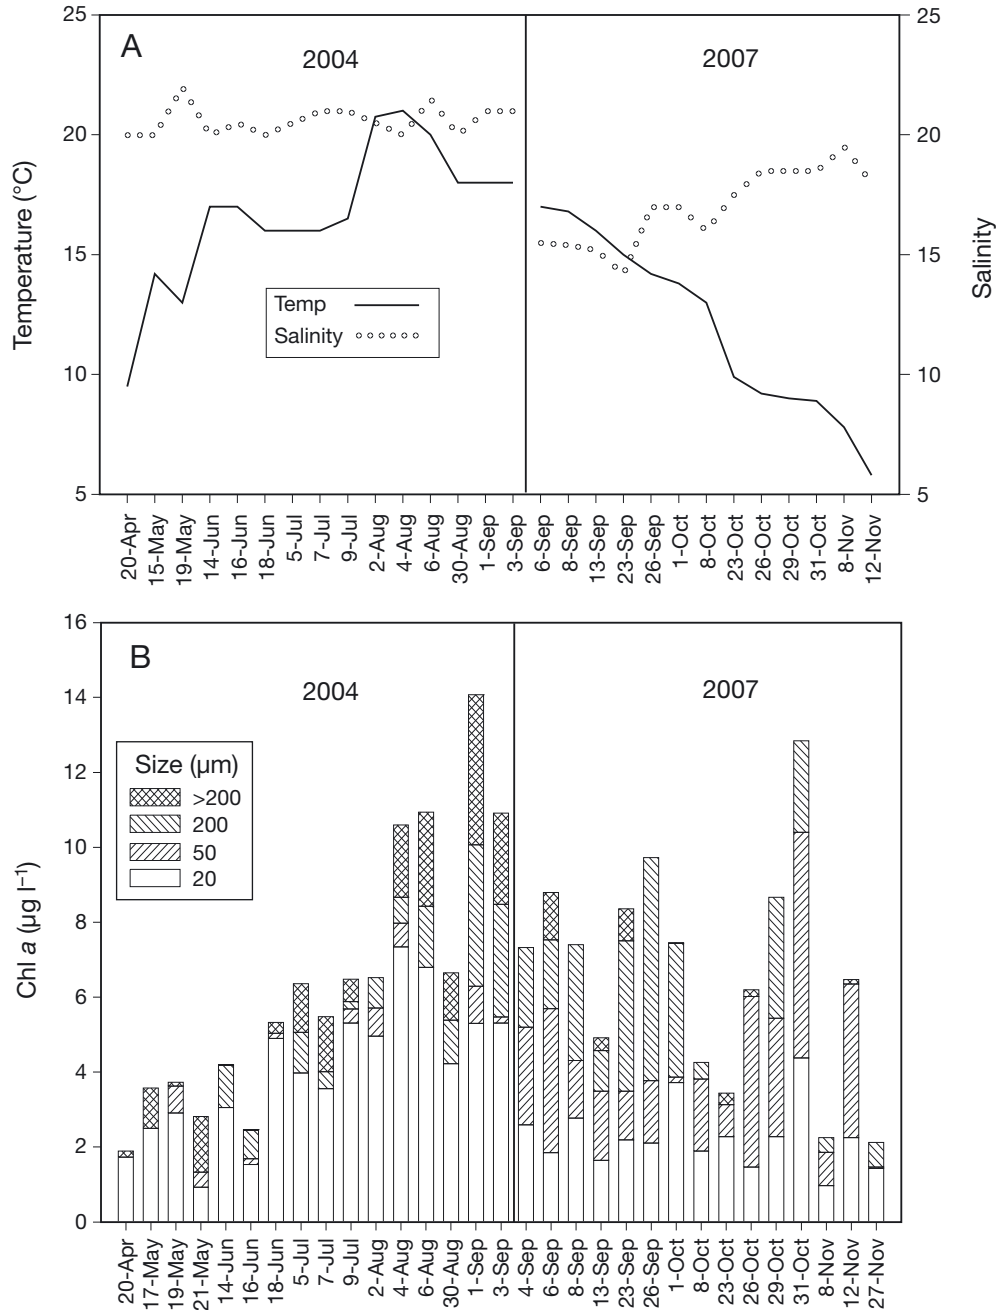 A
2004
2007
25
20
15
10
5
25
20
15
10
5
Temperature (°C)
Salinity
Temp
Salinity
20-Apr
15-May
19-May
14-Jun
16-Jun
18-Jun
5-Jul
7-Jul
9-Jul
2-Aug
4-Aug
6-Aug
30-Aug
1-Sep
3-Sep
6-Sep
8-Sep
13-Sep
23-Sep
26-Sep
1-Oct
8-Oct
23-Oct
26-Oct
29-Oct
31-Oct
8-Nov
12-Nov
B
2004
2007
16
14
12
10
8
6
4
2
0
Chl a (µg l–1)
Size (µm)
>200
200
50
20
20-Apr
17-May
19-May
21-May
14-Jun
16-Jun
18-Jun
5-Jul
7-Jul
9-Jul
2-Aug
4-Aug
6-Aug
30-Aug
1-Sep
3-Sep
4-Sep
6-Sep
8-Sep
13-Sep
23-Sep
26-Sep
1-Oct
8-Oct
23-Oct
26-Oct
29-Oct
31-Oct
8-Nov
12-Nov
27-Nov